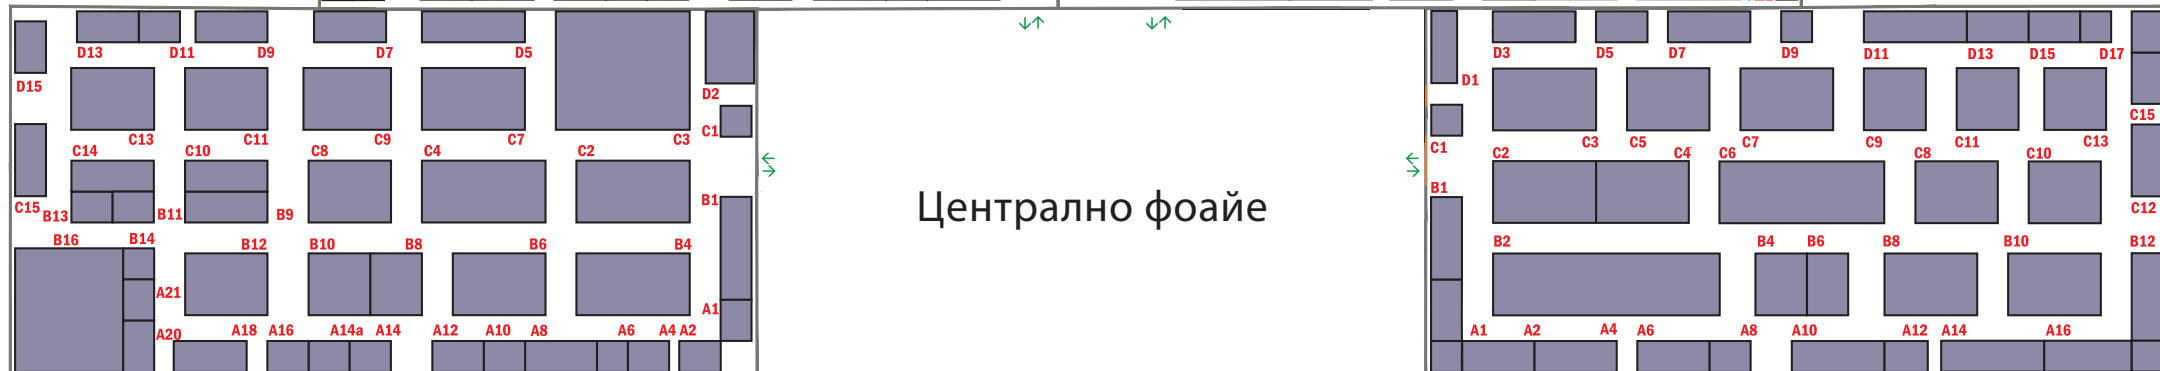 D13 D11 D9 D7 D5
D15 D2
C13 C11 C9 C7 C3 C1
C14 C10 C8 C4 C2
C15 B13 B11 B9 B1
B16 B14 B12 B10 B8 B6 B4
A21 A1
A20 A18 A16 A14a A14 A12 A10 A8 A6 A4 A2
Централно фоайе
D3 D5 D7 D9 D11 D13 D15 D17
D1
C15
C1 C3 C5 C7 C9 C11 C13
C2 C4 C6 C8 C10
B1 C12
B2 B4 B6 B8 B10 B12
A1 A2 A4 A6 A8 A10 A12 A14 A16